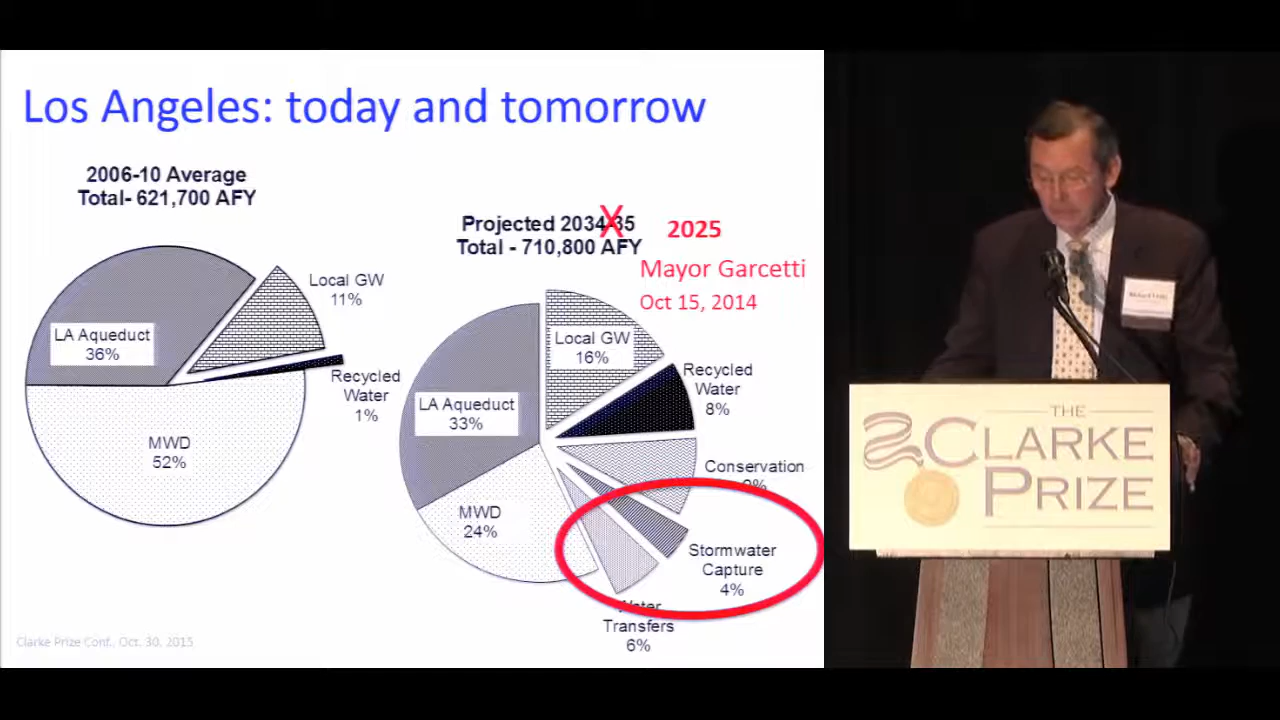 Los Angeles: today and tomorrow
2006-10 Average
Total- 621,700 AFY
LA Aqueduct
36%
Local GW
11%
Recycled
Water
1%
MWD
52%
Projected 2034-35
Total - 710,800 AFY
X
2025
Mayor Garcetti
Oct 15, 2014
Local GW
16%
Recycled
Water
8%
LA Aqueduct
33%
Conservation
MWD
24%
Stormwater
Capture
4%
Water
Transfers
6%
Clarke Prize Conf., Oct. 30, 2015
THE
CLARKE
PRIZE